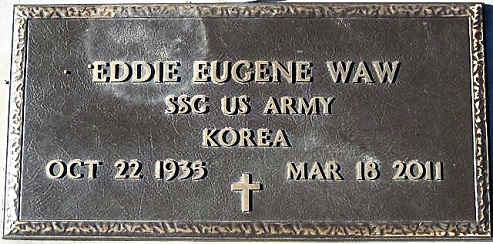 EDDIE EUGENE WAW
SSG US ARMY
KOREA
OCT 22 1935 MAR 18 2011